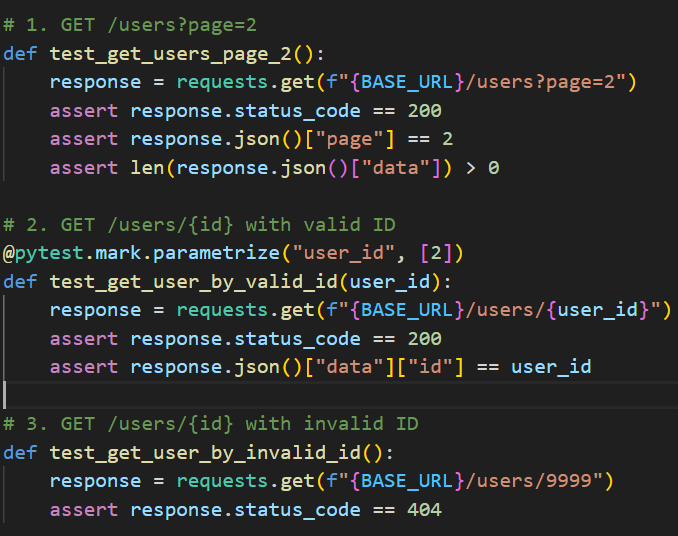 # 1. GET /users?page=2
def test_get_users_page_2():
    response = requests.get(f"{BASE_URL}/users?page=2")
    assert response.status_code == 200
    assert response.json()["page"] == 2
    assert len(response.json()["data"]) > 0
# 2. GET /users/{id} with valid ID
@pytest.mark.parametrize("user_id", [2])
def test_get_user_by_valid_id(user_id):
    response = requests.get(f"{BASE_URL}/users/{user_id}")
    assert response.status_code == 200
    assert response.json()["data"]["id"] == user_id
# 3. GET /users/{id} with invalid ID
def test_get_user_by_invalid_id():
    response = requests.get(f"{BASE_URL}/users/9999")
    assert response.status_code == 404